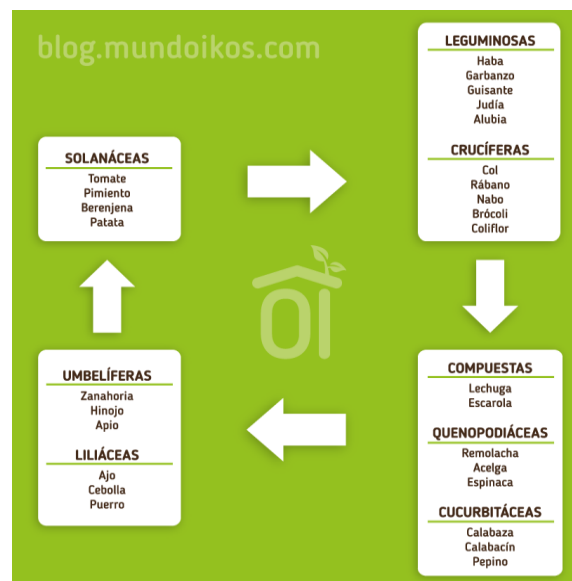 blog.mundoikos.com
SOLANÁCEAS
Tomate
Pimiento
Berenjena
Patata
LEGUMINOSAS
Haba
Garbanzo
Guisante
Judía
Alubia
CRUCÍFERAS
Col
Rábano
Nabo
Brócoli
Coliflor
COMPUESTAS
Lechuga
Escarola
QUENOPODIÁCEAS
Remolacha
Acelga
Espinaca
CUCURBITÁCEAS
Calabaza
Calabacín
Pepino
UMBELÍFERAS
Zanahoria
Hinojo
Apio
LILIÁCEAS
Ajo
Cebolla
Puerro